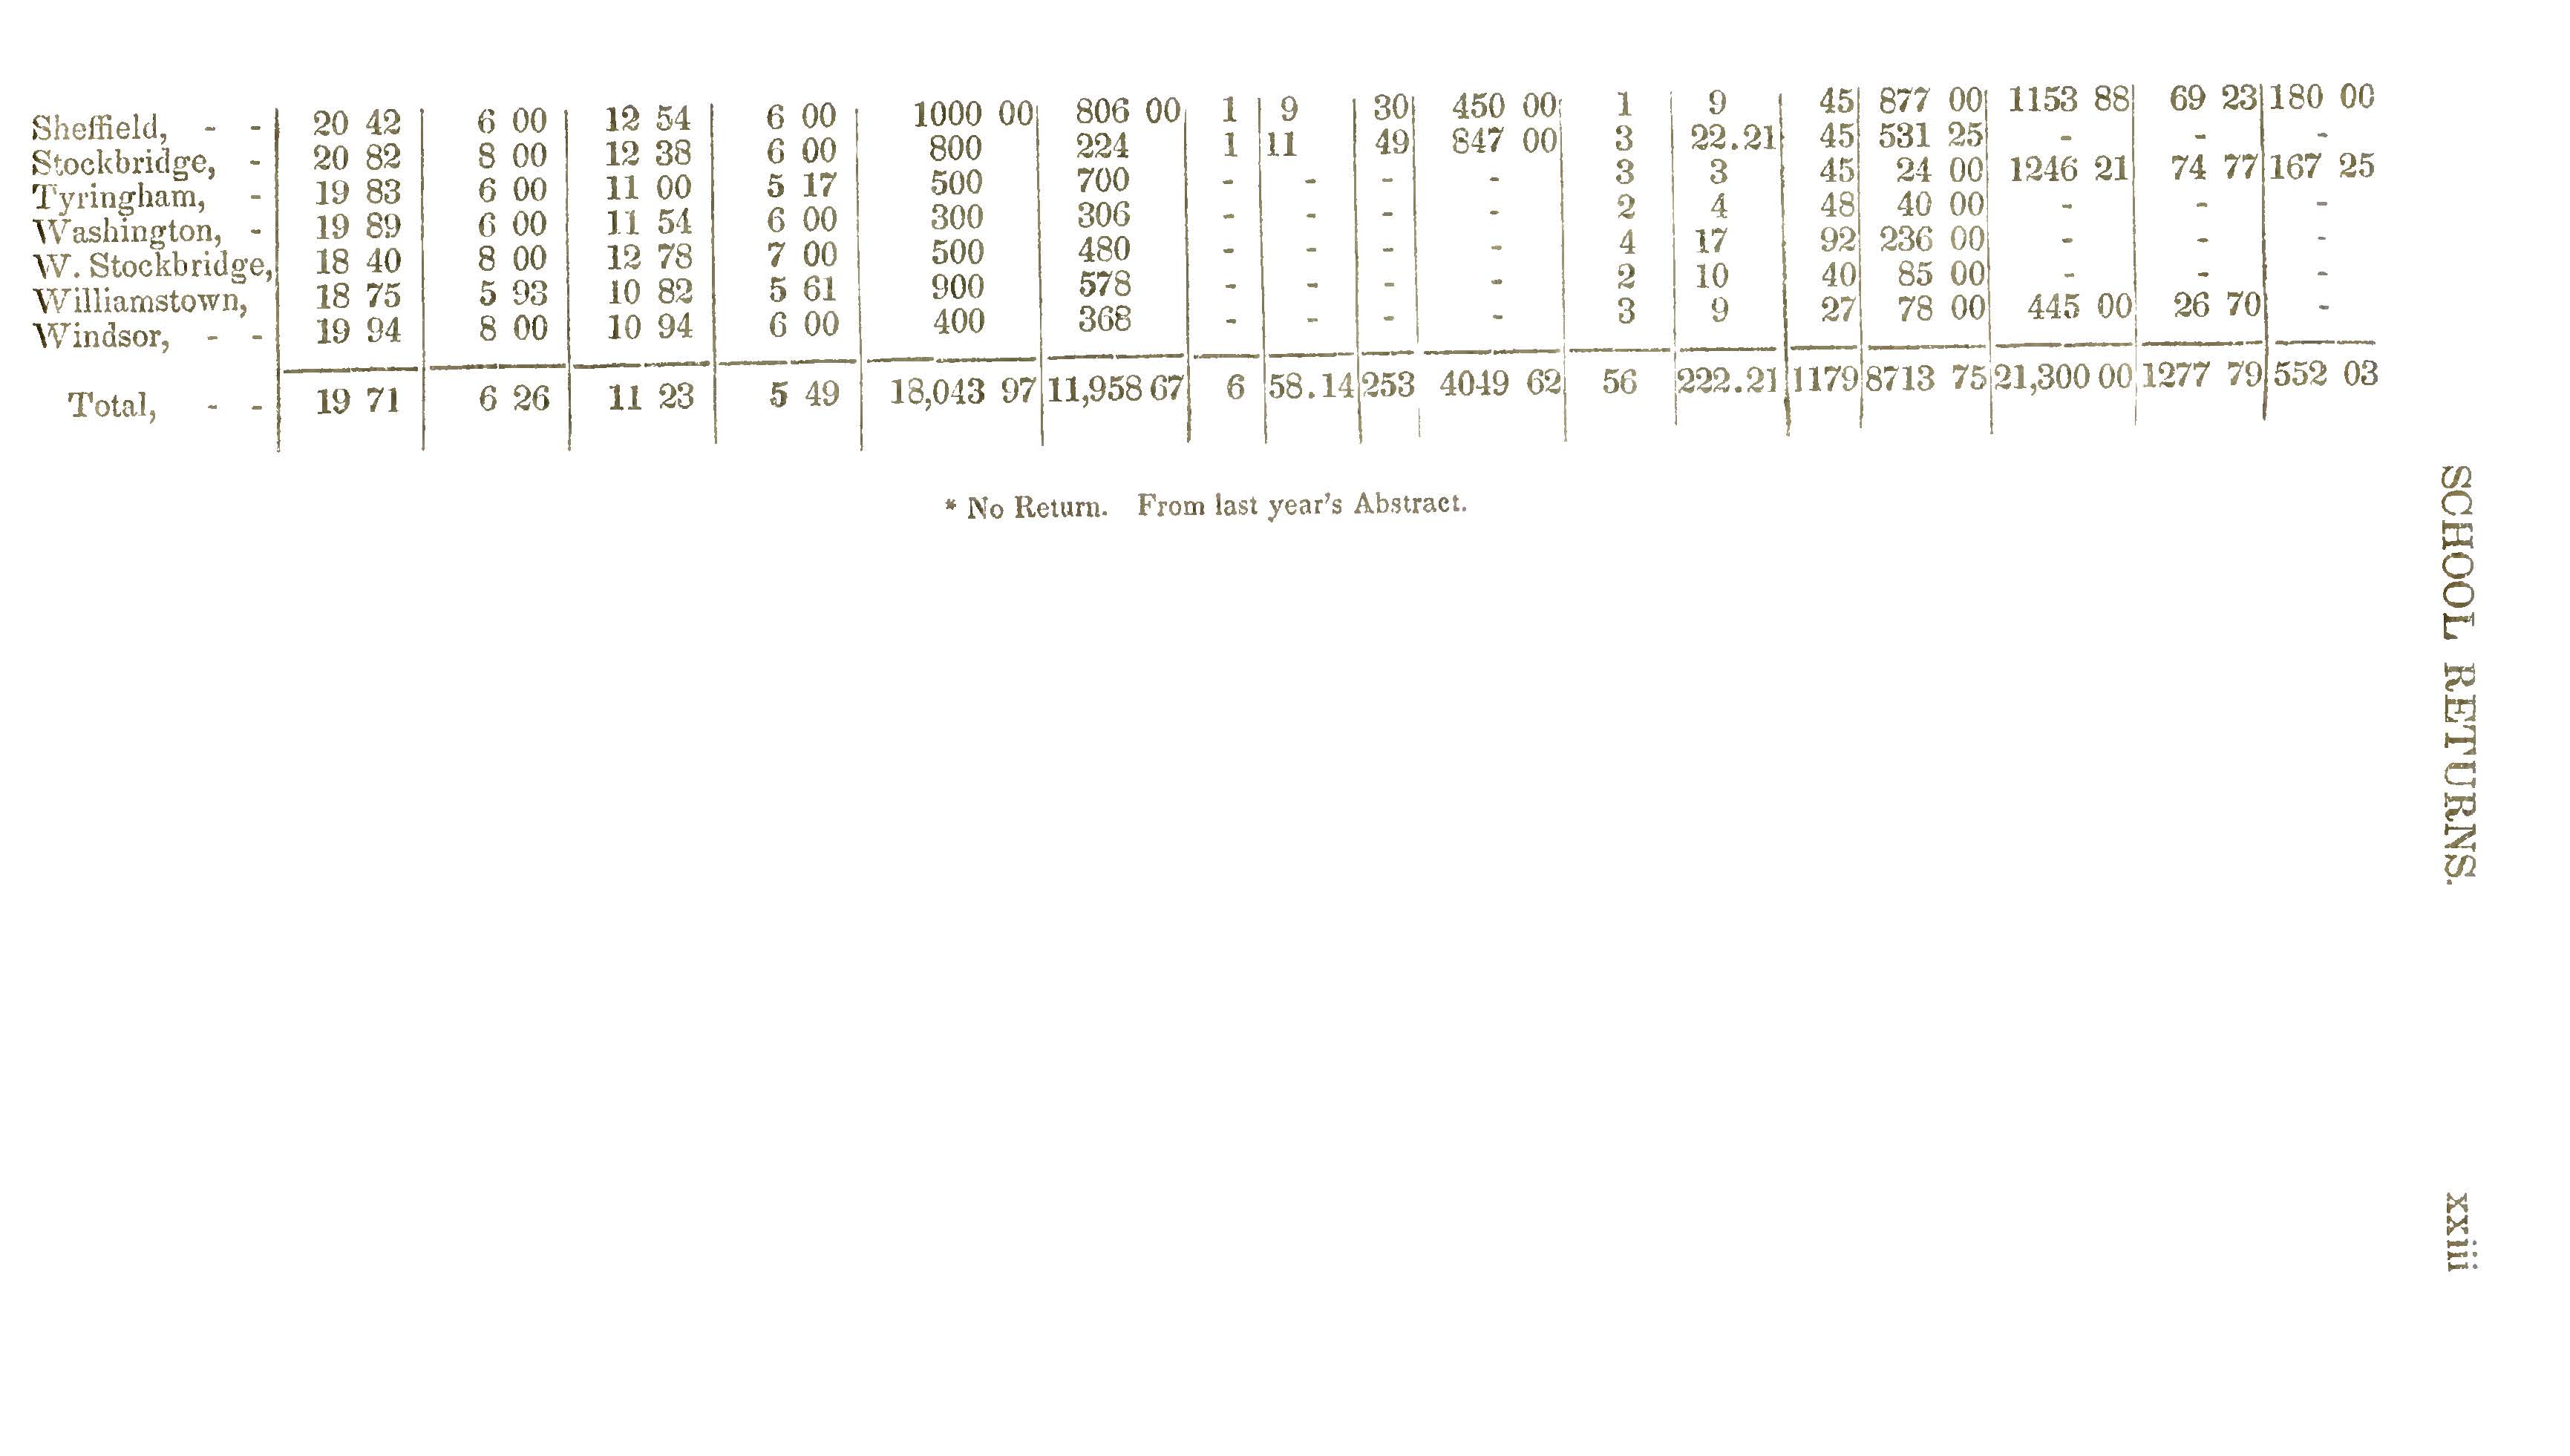 Sheffield, - - 20 42 6 00 12 54 6 00 1000 00 806 00 1 9 30 450 00 1 9 45 877 00 1153 88 69 23 180 00
Stockbridge, - 20 82 8 00 12 38 6 00 800 224 1 11 49 847 00 3 22.21 45 531 25 - - -
Tyringham, - 19 83 6 00 11 00 5 17 500 700 - - - - 3 3 45 24 00 1246 21 74 77 167 25
Washington, - 19 89 6 00 11 54 6 00 300 306 - - - - 2 4 48 40 00 - - -
W. Stockbridge, 18 40 8 00 12 78 7 00 500 480 - - - - 4 17 92 236 00 - - -
Williamstown, 18 75 5 93 10 82 5 61 900 578 - - - - 2 10 40 85 00 - - -
Windsor, - - 19 94 8 00 10 94 6 00 400 368 - - - - 3 9 27 78 00 445 00 26 70 -
Total, - - 19 71 6 26 11 23 5 49 18,043 97 11,958 67 6 58.14 253 4049 62 56 222.21 1179 8713 75 21,300 00 1277 79 552 03
* No Return. From last year's Abstract.
SCHOOL RETURNS.
xxiii